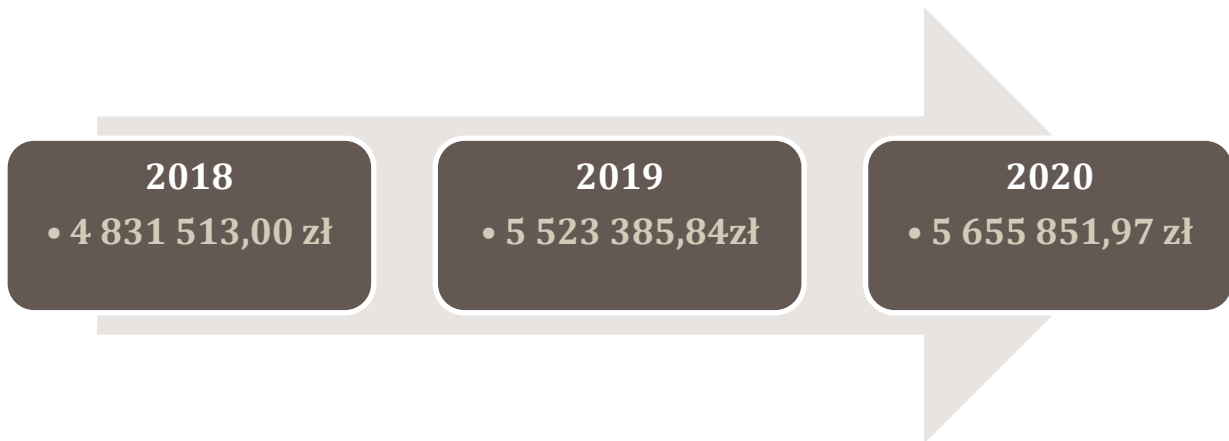 2018
• 4 831 513,00 zł
2019
• 5 523 385,84zł
2020
• 5 655 851,97 zł